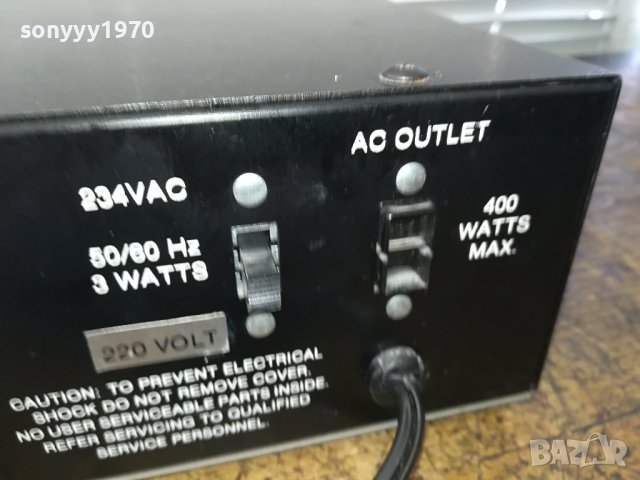 sonyyy1970
AC OUTLET
234VAC
50/60 Hz
3 WATTS
400
WATTS
MAX.
220 VOLT
CAUTION: TO PREVENT ELECTRICAL
SHOCK DO NOT REMOVE COVER.
NO USER SERVICEABLE PARTS INSIDE.
REFER SERVICING TO QUALIFIED
SERVICE PERSONNEL.
BAZAR
bg